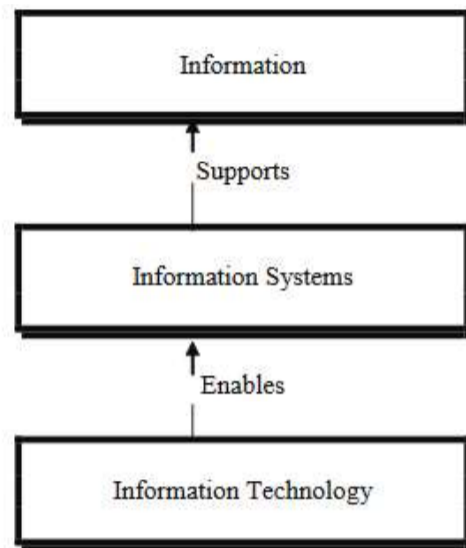 Information
Supports
Information Systems
Enables
Information Technology